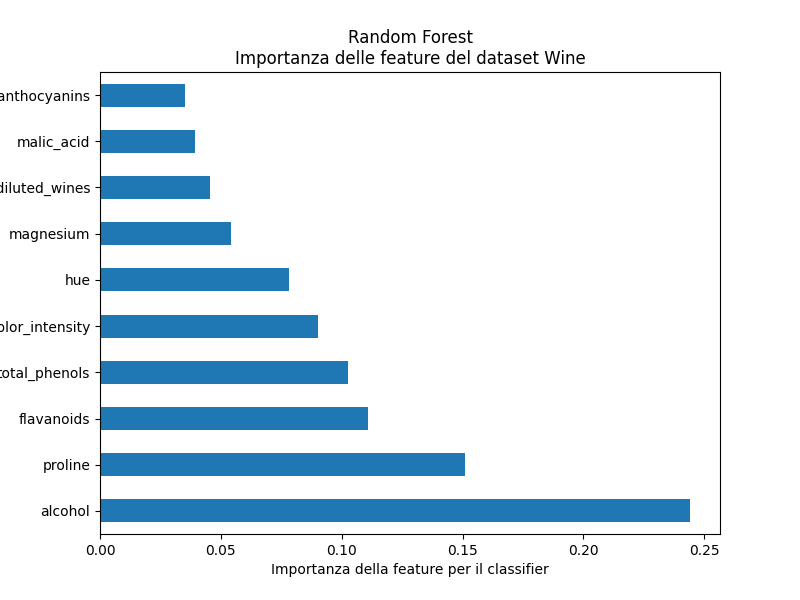 Random Forest
Importanza delle feature del dataset Wine
anthocyanins
malic_acid
diluted_wines
magnesium
hue
olor_intensity
total_phenols
flavanoids
proline
alcohol
0.00 0.05 0.10 0.15 0.20 0.25
Importanza della feature per il classifier